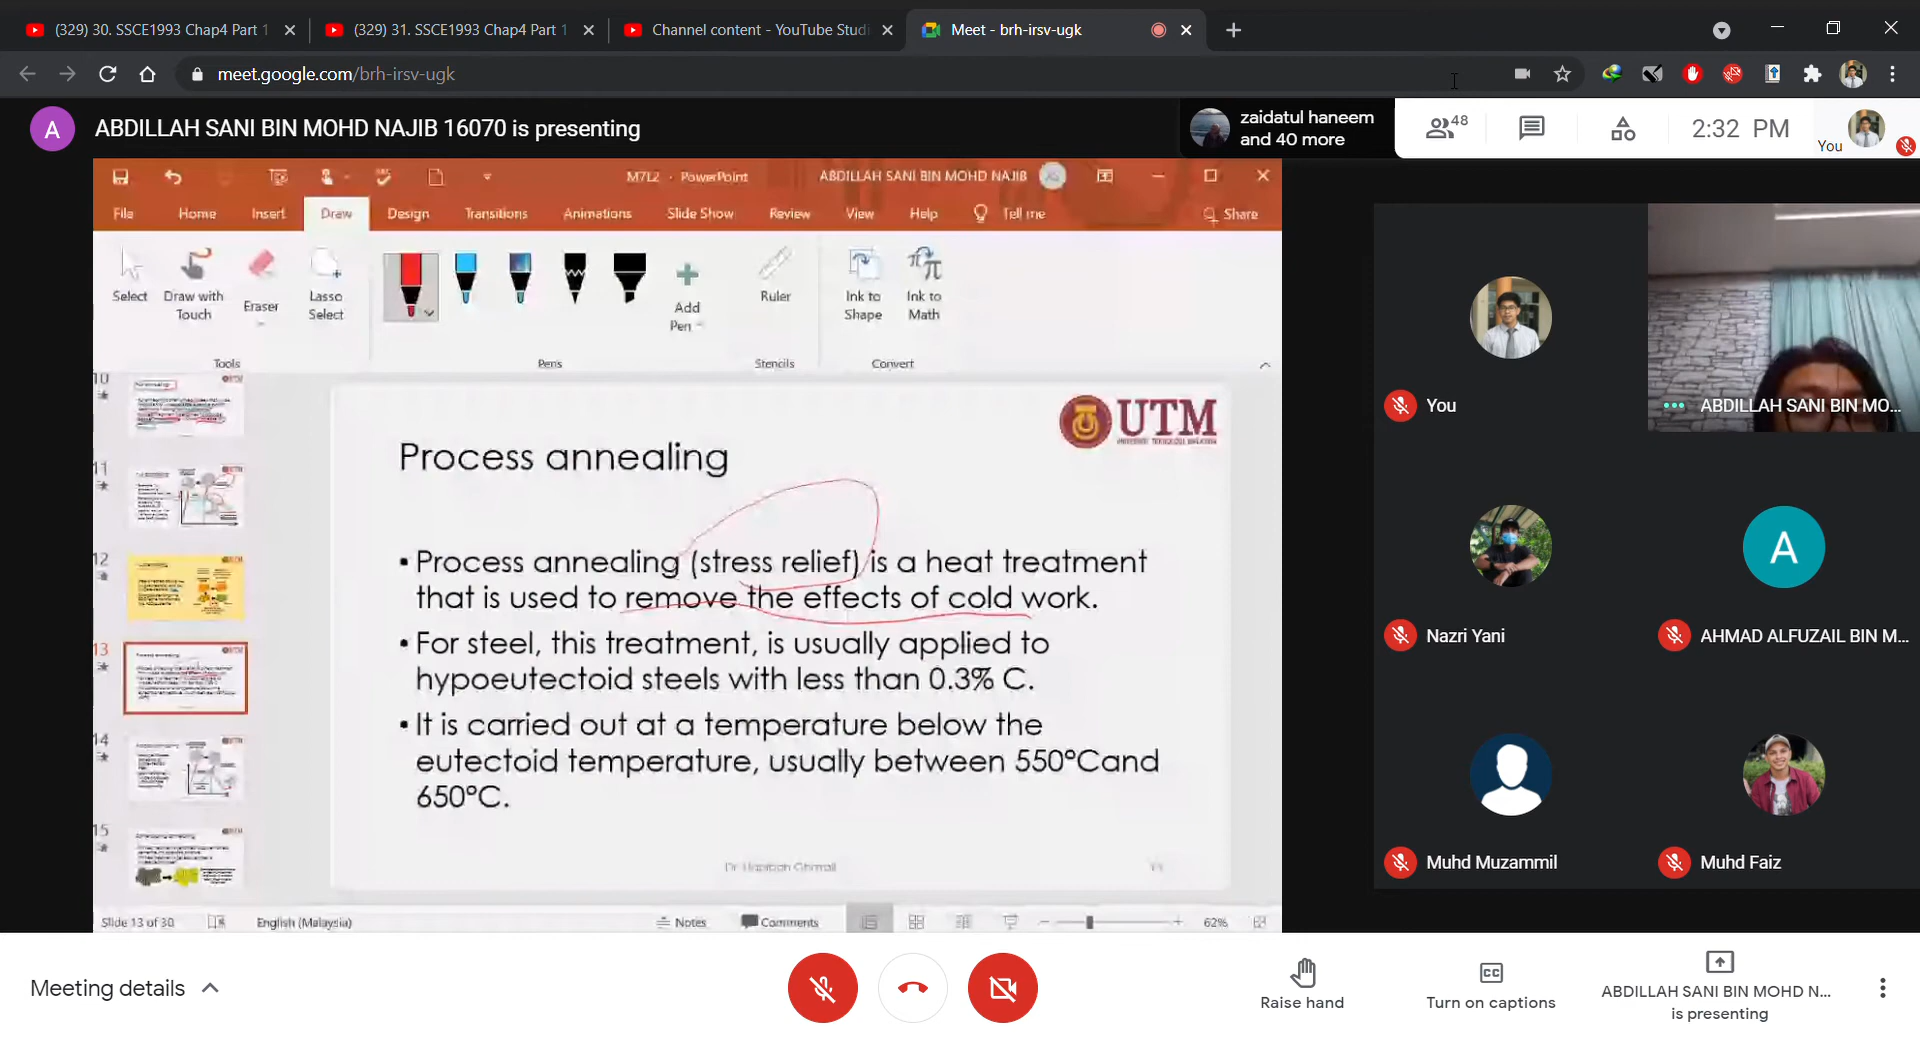 (329) 30. SSCE1993 Chap4 Part 1
(329) 31. SSCE1993 Chap4 Part 1
Channel content - YouTube Studi
Meet - brh-irsv-ugk
meet.google.com/brh-irsv-ugk
A
ABDILLAH SANI BIN MOHD NAJIB 16070 is presenting
zaidatul haneem
and 40 more
48
2:32 PM
You
M7L2 - PowerPoint
ABDILLAH SANI BIN MOHD NAJIB
File Home Insert Draw Design Transitions Animations Slide Show Review View Help Tell me
Share
Select
Draw with
Touch
Eraser
Lasso
Select
Add
Pen
Ruler
Ink to
Shape
Ink to
Math
Tools
Pens
Stencils
Convert
10
11
12
13
14
15
UTM
Process annealing
▪ Process annealing (stress relief) is a heat treatment
that is used to remove the effects of cold work.
▪ For steel, this treatment, is usually applied to
hypoeutectoid steels with less than 0.3% C.
▪ It is carried out at a temperature below the
eutectoid temperature, usually between 550°Cand
650°C.
Slide 13 of 30
English (Malaysia)
Notes
Comments
62%
You
ABDILLAH SANI BIN MO...
Nazri Yani
A
AHMAD ALFUZAIL BIN M...
Muhd Muzammil
Muhd Faiz
Meeting details
Raise hand
CC
Turn on captions
ABDILLAH SANI BIN MOHD N...
is presenting